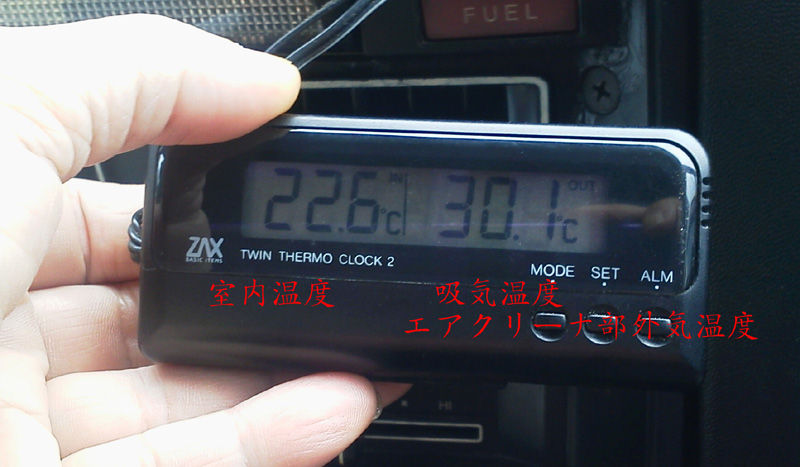 FUEL
22.6℃ IN 30.1℃ OUT
ZAX
BASIC ITEMS
TWIN THERMO CLOCK 2
MODE SET ALM
室内温度 吸気温度
エアクリーナ部外気温度
HI